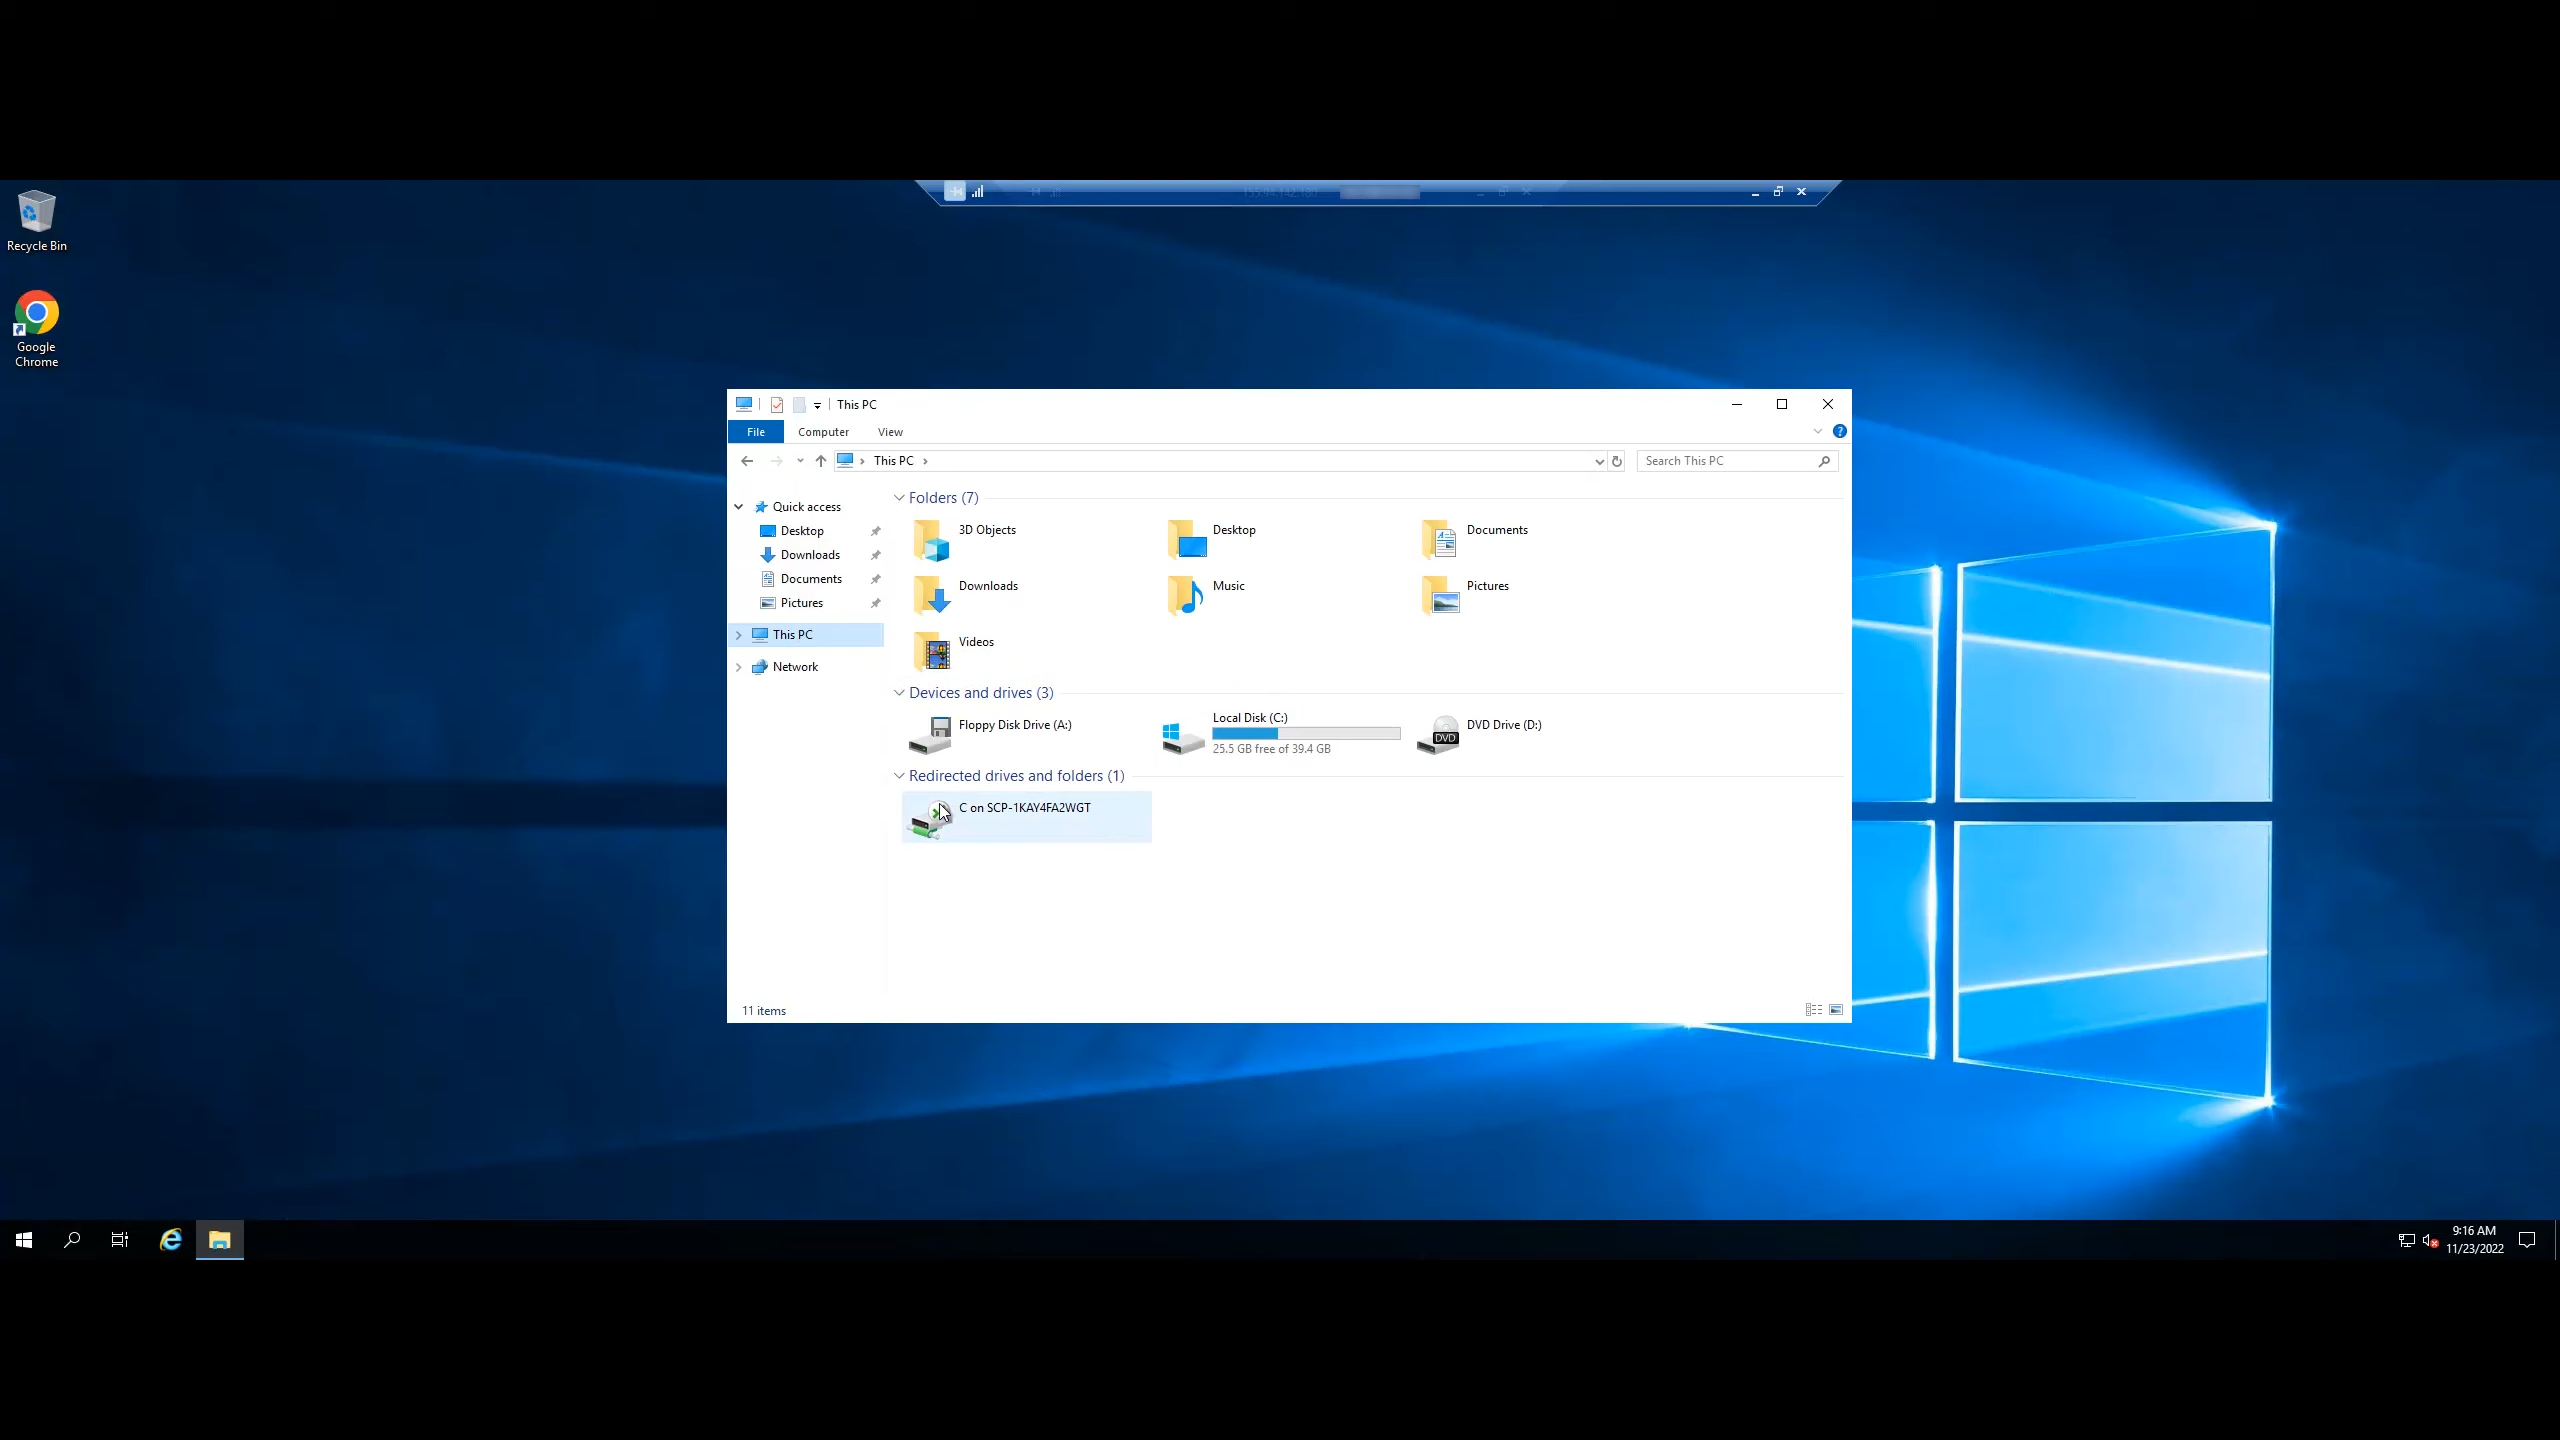 Recycle Bin
Google
Chrome
This PC
File
Computer
View
This PC
Search This PC
Quick access
Desktop
Downloads
Documents
Pictures
This PC
Network
Folders (7)
3D Objects
Desktop
Documents
Downloads
Music
Pictures
Videos
Devices and drives (3)
Floppy Disk Drive (A:)
Local Disk (C:)
25.5 GB free of 39.4 GB
DVD
DVD Drive (D:)
Redirected drives and folders (1)
C on SCP-1KAY4FA2WGT
11 items
9:16 AM
11/23/2022